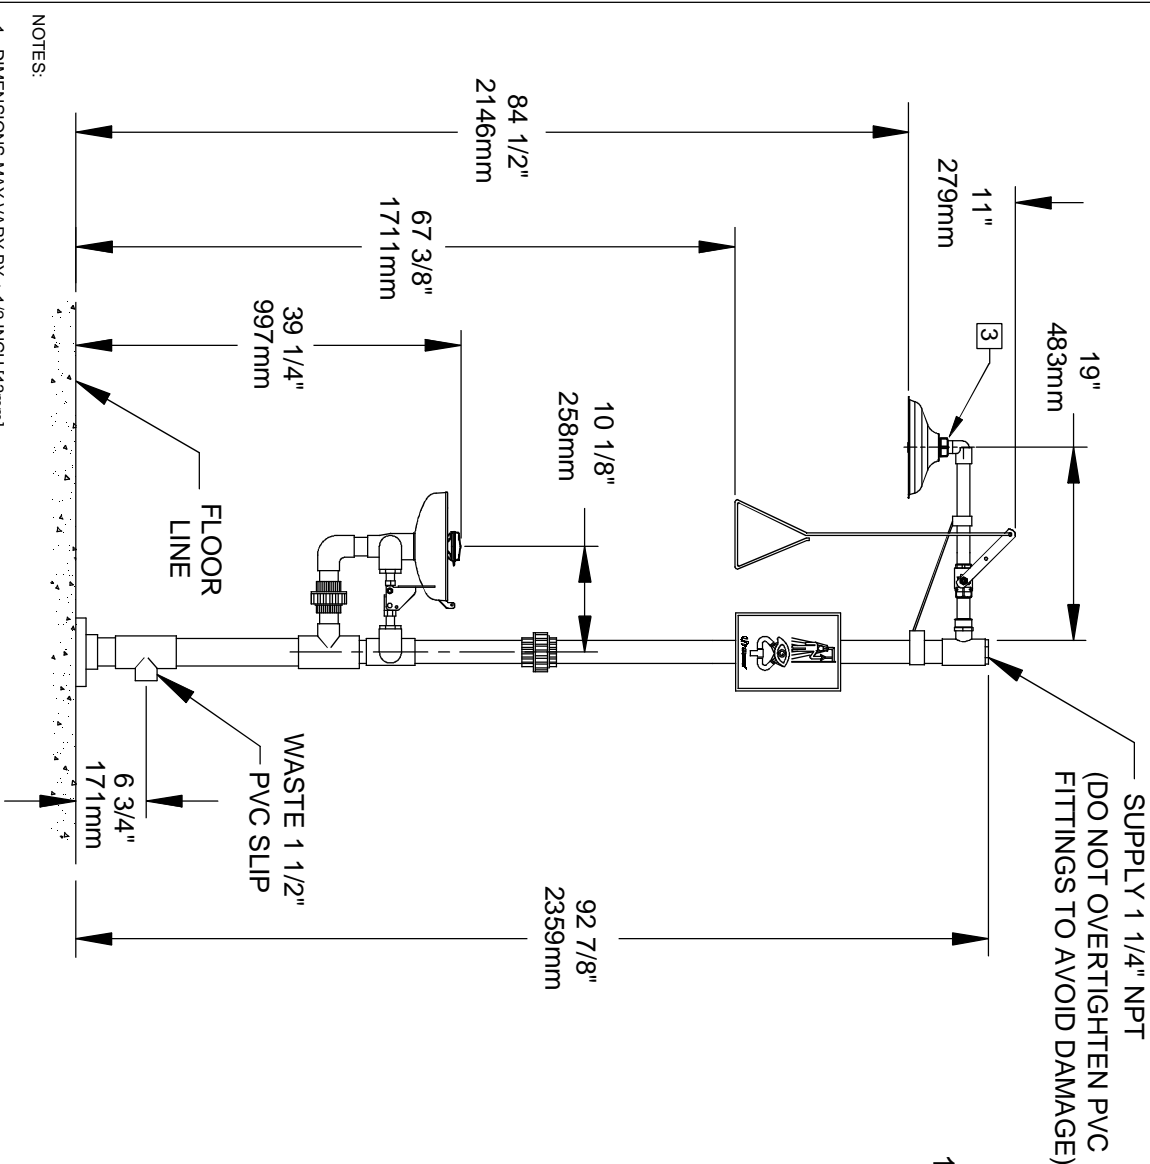 SUPPLY 1 1/4" NPT
(DO NOT OVERTIGHTEN PVC
FITTINGS TO AVOID DAMAGE)
19"
483mm
11"
279mm
3
84 1/2"
2146mm
67 3/8"
1711mm
39 1/4"
997mm
10 1/8"
258mm
92 7/8"
2359mm
FLOOR
LINE
WASTE 1 1/2"
PVC SLIP
6 3/4"
171mm
NOTES: